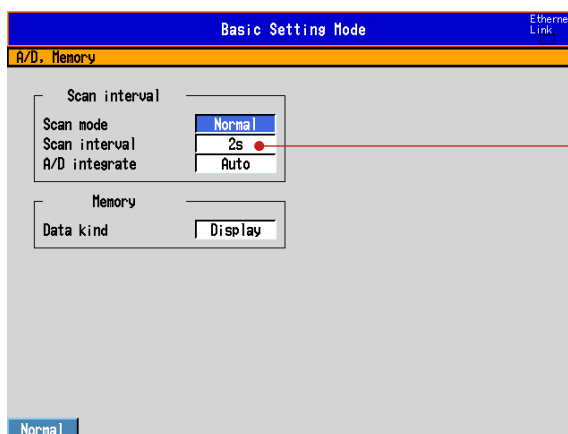 Basic Setting Mode
Etherne
Link
A/D, Memory
Scan interval
Scan mode Normal
Scan interval 2s
A/D integrate Auto
Memory
Data kind Display
Normal